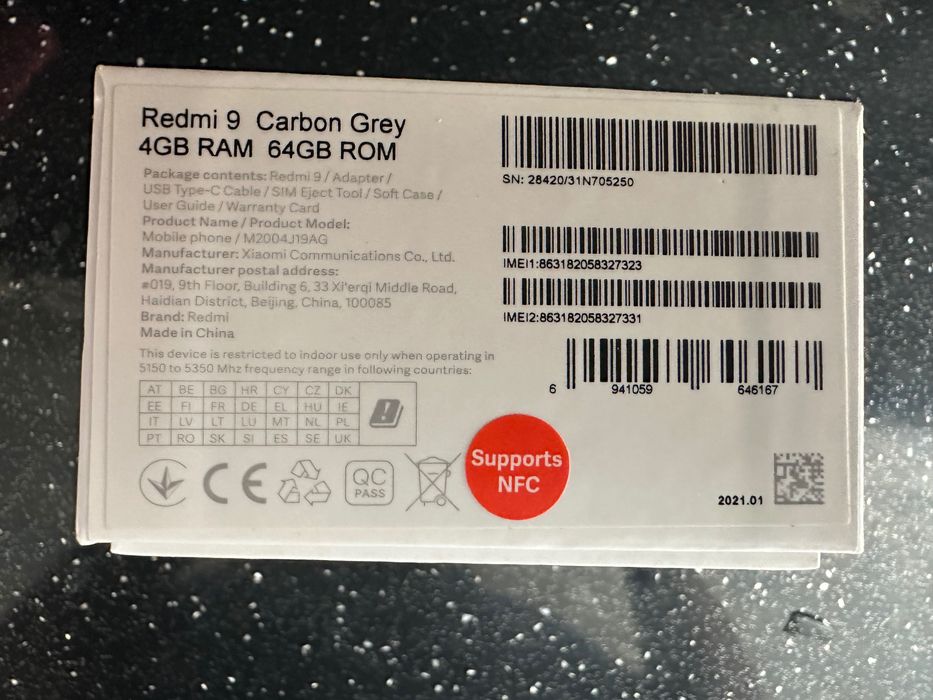 Redmi 9 Carbon Grey
4GB RAM 64GB ROM
Package contents: Redmi 9 / Adapter /
USB Type-C Cable / SIM Eject Tool / Soft Case /
User Guide / Warranty Card
Product Name / Product Model:
Mobile phone / M2004J19AG
Manufacturer: Xiaomi Communications Co., Ltd.
Manufacturer postal address:
#019, 9th Floor, Building 6, 33 Xi'erqi Middle Road,
Haidian District, Beijing, China, 100085
Brand: Redmi
Made in China
This device is restricted to indoor use only when operating in
5150 to 5350 Mhz frequency range in following countries:
AT BE BG HR CY CZ DK
EE FI FR DE EL HU IE
IT LV LT LU MT NL PL
PT RO SK SI ES SE UK
CE
QC
PASS
Supports
NFC
SN: 28420/31N705250
IMEI1:863182058327323
IMEI2:863182058327331
6 941059 646167
2021.01